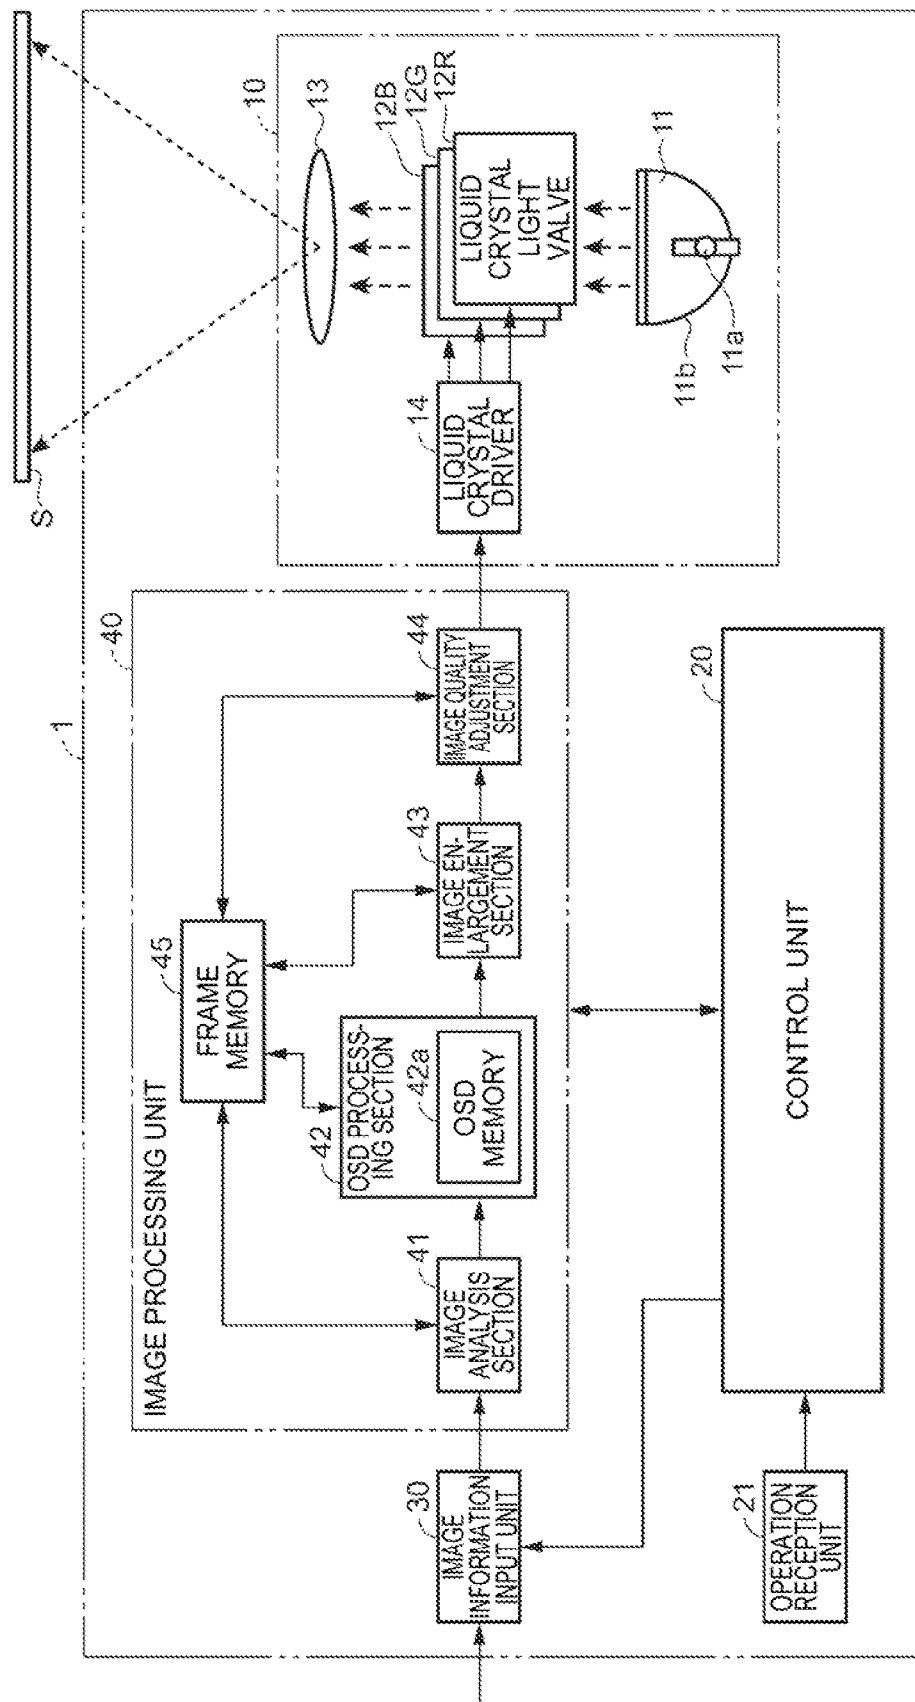 1
S
10
13
12B
12G
12R
LIQUID
CRYSTAL
LIGHT
VALVE
11
11a
11b
14
LIQUID
CRYSTAL
DRIVER
40
IMAGE PROCESSING UNIT
45
FRAME
MEMORY
41
IMAGE
ANALYSIS
SECTION
42
OSD PROCESS-
ING SECTION
42a
OSD
MEMORY
43
IMAGE EN-
LARGEMENT
SECTION
44
IMAGE QUALITY
ADJUSTMENT
SECTION
30
IMAGE
INFORMATION
INPUT UNIT
20
CONTROL UNIT
21
OPERATION
RECEPTION
UNIT